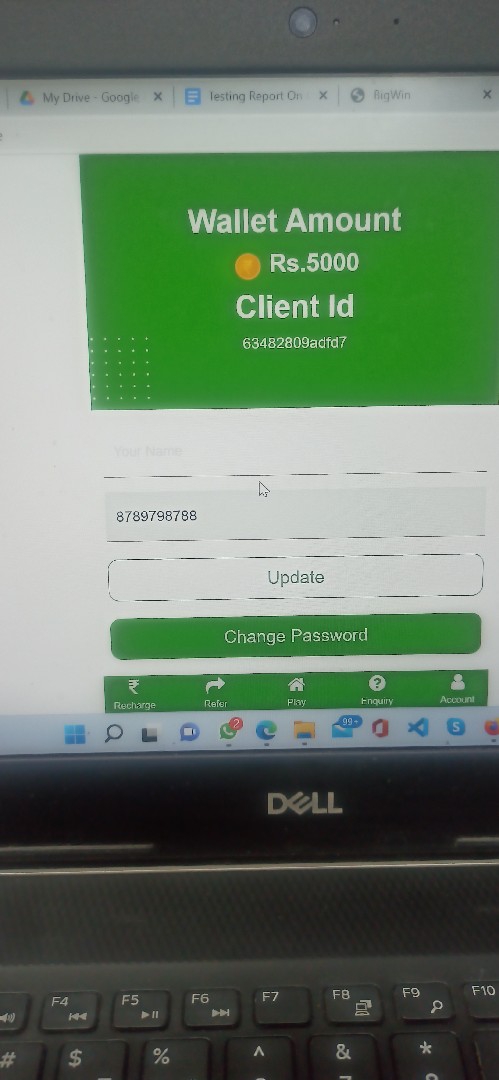 My Drive - Google
Testing Report On
BigWin
Wallet Amount
Rs.5000
Client Id
63482809adfd7
Your Name
8789798788
Update
Change Password
Recharge
Refer
Play
Enquiry
Account
2
99+
DELL
F4
F5
F6
F7
F8
F9
F10
#
$
%
^
&
*